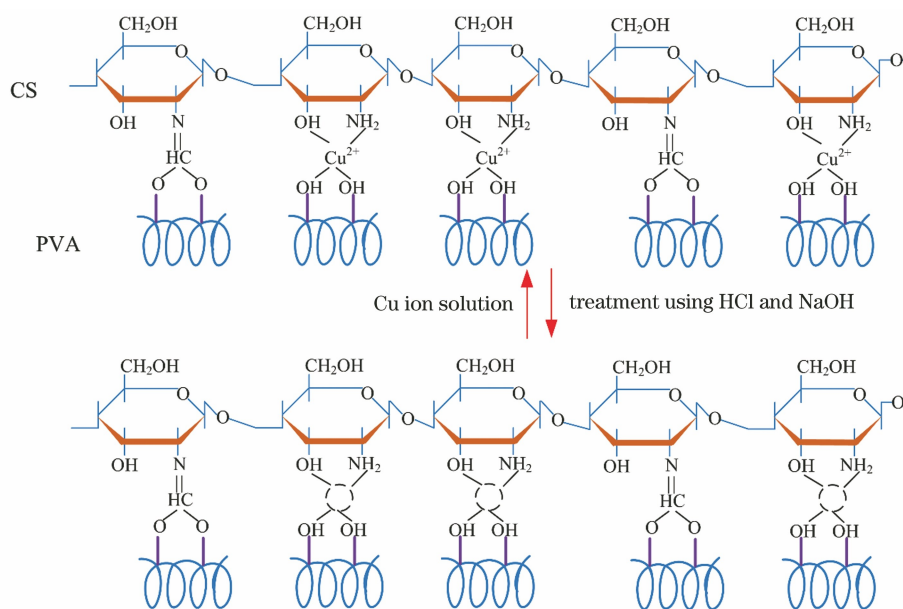 CH₂OH CH₂OH CH₂OH CH₂OH CH₂OH
O O O O O
CS O O O O O
OH N OH NH₂ OH NH₂ OH N OH NH₂
HC Cu²⁺ Cu²⁺ HC Cu²⁺
O O OH OH OH OH O O OH OH
PVA
Cu ion solution treatment using HCl and NaOH
CH₂OH CH₂OH CH₂OH CH₂OH CH₂OH
O O O O O
O O O O O
OH N OH NH₂ OH NH₂ OH N OH NH₂
HC HC
O O OH OH OH OH O O OH OH